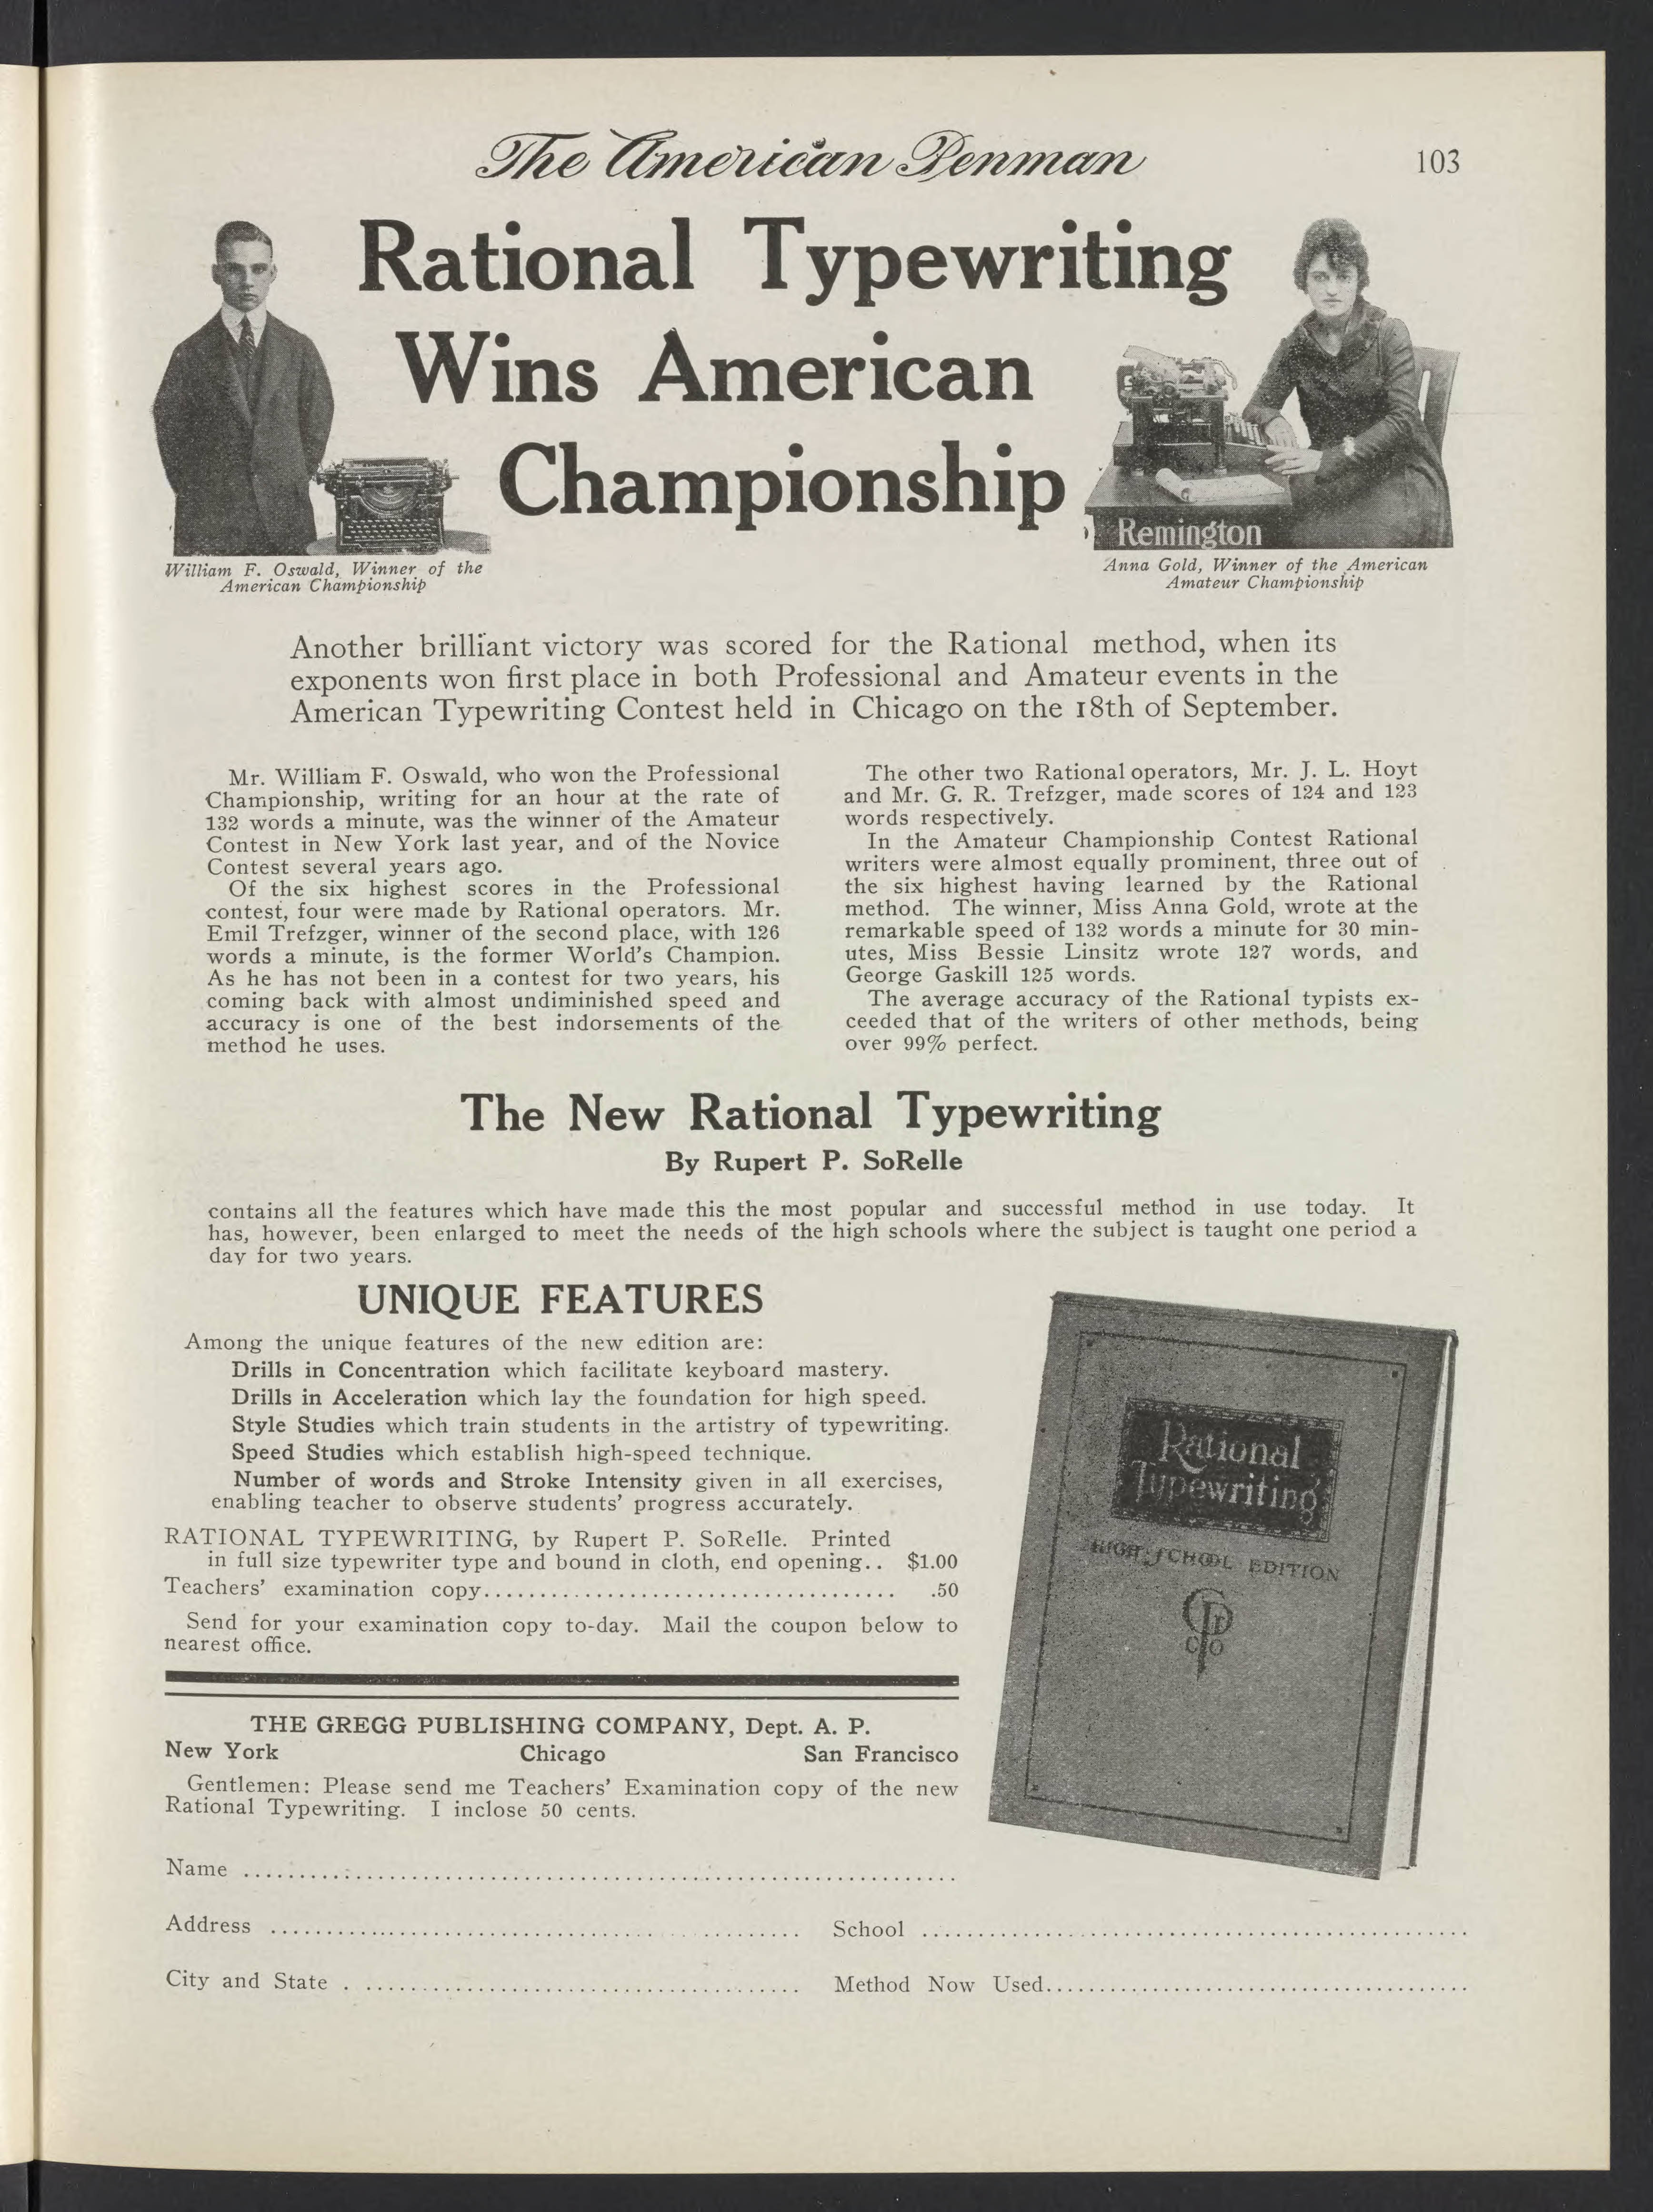 The American Penman
103
Rational Typewriting
Wins American
Championship
Remington
William F. Oswald, Winner of the
American Championship
Anna Gold, Winner of the American
Amateur Championship
Another brilliant victory was scored for the Rational method, when its
exponents won first place in both Professional and Amateur events in the
American Typewriting Contest held in Chicago on the 18th of September.
Mr. William F. Oswald, who won the Professional
Championship, writing for an hour at the rate of
132 words a minute, was the winner of the Amateur
Contest in New York last year, and of the Novice
Contest several years ago.
Of the six highest scores in the Professional
contest, four were made by Rational operators. Mr.
Emil Trefzger, winner of the second place, with 126
words a minute, is the former World's Champion.
As he has not been in a contest for two years, his
coming back with almost undiminished speed and
accuracy is one of the best indorsements of the
method he uses.
The other two Rational operators, Mr. J. L. Hoyt
and Mr. G. R. Trefzger, made scores of 124 and 123
words respectively.
In the Amateur Championship Contest Rational
writers were almost equally prominent, three out of
the six highest having learned by the Rational
method. The winner, Miss Anna Gold, wrote at the
remarkable speed of 132 words a minute for 30 min-
utes, Miss Bessie Linsitz wrote 127 words, and
George Gaskill 125 words.
The average accuracy of the Rational typists ex-
ceeded that of the writers of other methods, being
over 99% perfect.
The New Rational Typewriting
By Rupert P. SoRelle
contains all the features which have made this the most popular and successful method in use today. It
has, however, been enlarged to meet the needs of the high schools where the subject is taught one period a
day for two years.
UNIQUE FEATURES
Among the unique features of the new edition are:
Drills in Concentration which facilitate keyboard mastery.
Drills in Acceleration which lay the foundation for high speed.
Style Studies which train students in the artistry of typewriting.
Speed Studies which establish high-speed technique.
Number of words and Stroke Intensity given in all exercises,
enabling teacher to observe students' progress accurately.
RATIONAL TYPEWRITING, by Rupert P. SoRelle. Printed
in full size typewriter type and bound in cloth, end opening.. $1.00
Teachers' examination copy..................................... .50
Send for your examination copy to-day. Mail the coupon below to
nearest office.
Rational
Typewriting
HIGH SCHOOL EDITION
THE GREGG PUBLISHING COMPANY, Dept. A. P.
New York Chicago San Francisco
Gentlemen: Please send me Teachers' Examination copy of the new
Rational Typewriting. I inclose 50 cents.
Name ................................................................
Address ................................................ School .................................................
City and State . ....................................... Method Now Used.......................................